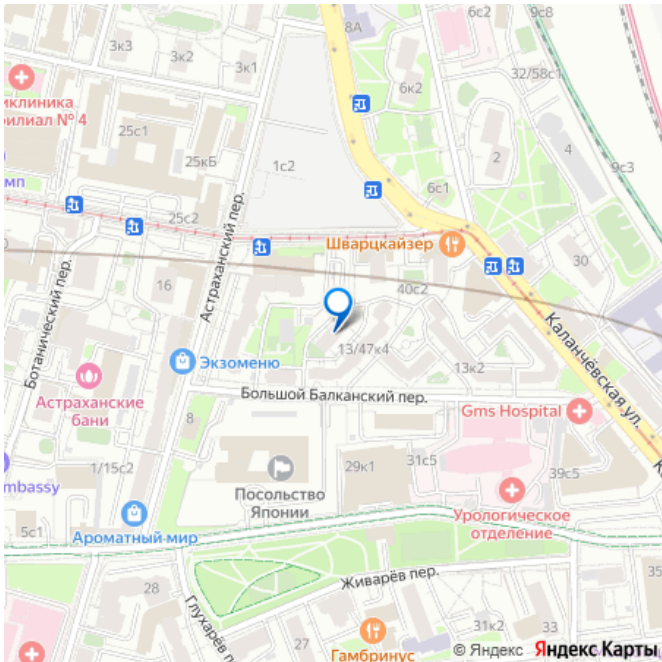 8А
9с8
6с2
3к3
3к2
3к1
32/58с1
6к2
иклиника
рилиал № 4
25с1
25кБ
1с2
2
4
9с3
мп
6с1
25с2
Астраханский пер.
Шварцкайзер
Ботанический пер.
16
30
40с2
Каланчёвская ул.
13/47к4
Экзоменю
13к2
Астраханские
бани
Большой Балканский пер.
8
Gms Hospital
1/15с2
29к1
31с5
39с5
mbassy
Посольство
Японии
5с1
Ароматный мир
Урологическое
отделение
28
Живарёв пер.
35
Глухарёв п
27
31к2
33
Гамбринус
© Яндекс Яндекс Карты